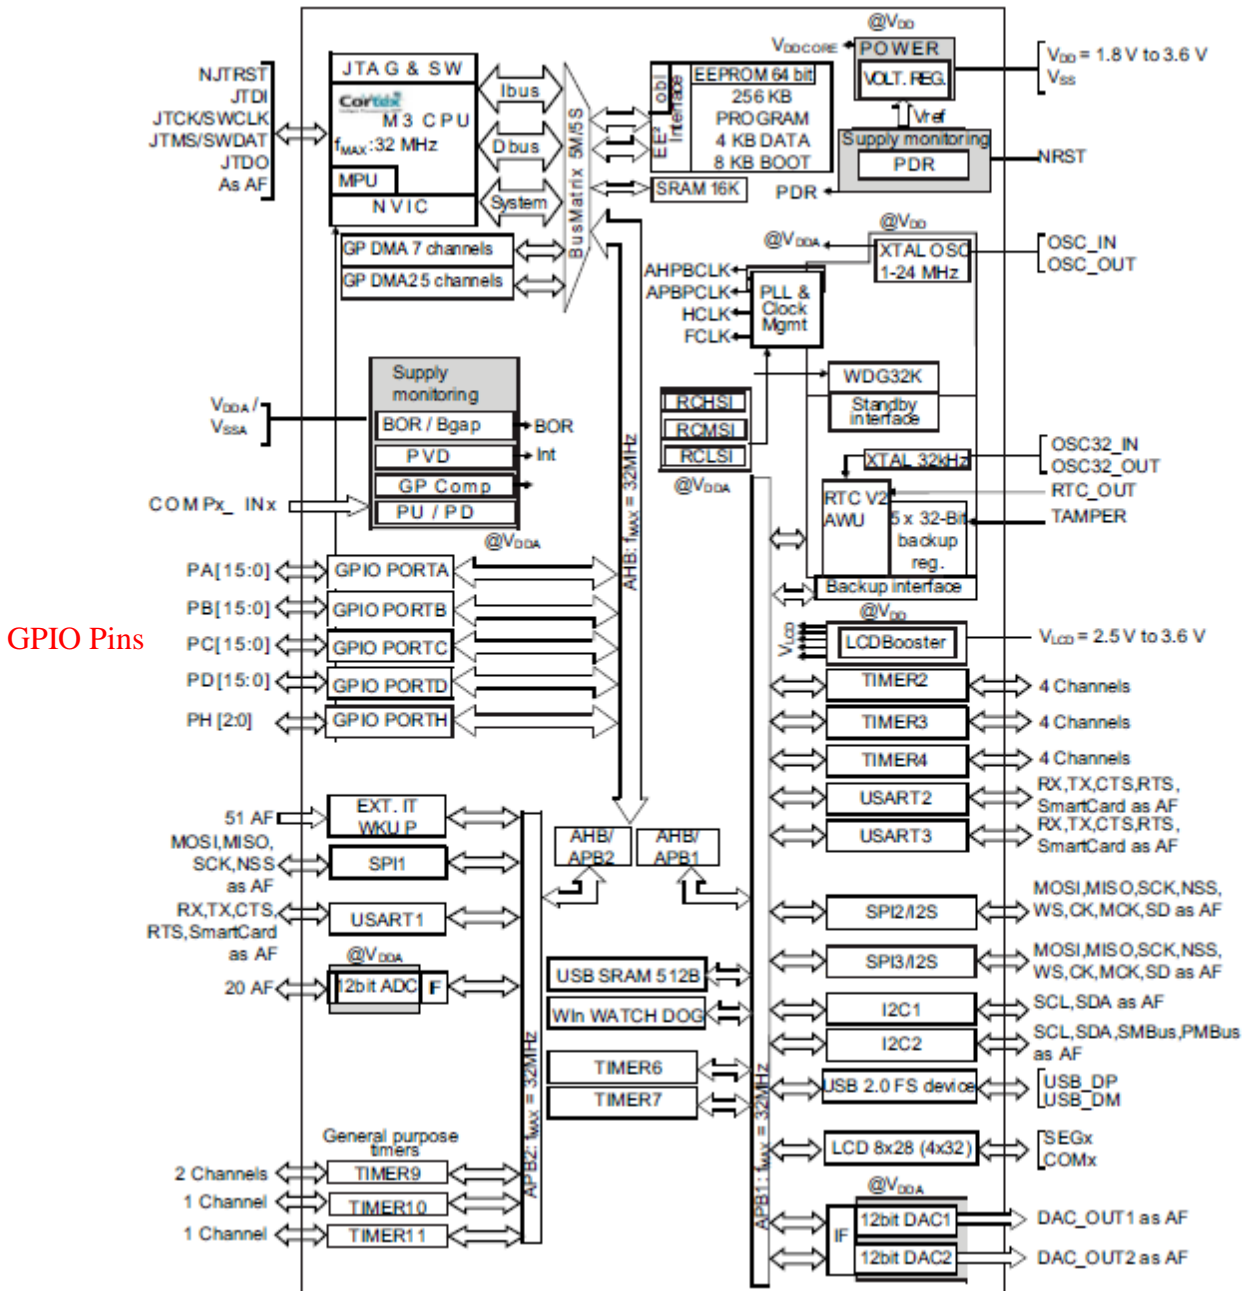 @VDD
VDDCORE
POWER
VOLT. REG.
VDD = 1.8 V to 3.6 V
VSS
Vref
Supply monitoring
PDR
NRST
PDR
NJTRST
JTDI
JTCK/SWCLK
JTMS/SWDAT
JTDO
As AF
JTAG & SW
Cortex
M3 CPU
fMAX:32 MHz
MPU
NVIC
Ibus
Dbus
System
BusMatrix 5M/5S
EE² obl
Interface
EEPROM 64 bit
256 KB
PROGRAM
4 KB DATA
8 KB BOOT
SRAM 16K
GP DMA 7 channels
GP DMA2 5 channels
@VDDA
@VDD
XTAL OSC
1-24 MHz
OSC_IN
OSC_OUT
AHPBCLK
APBPCLK
HCLK
FCLK
PLL &
Clock
Mgmt
WDG32K
Standby
interface
RCHSI
RCMSI
RCLSI
@VDDA
XTAL 32kHz
OSC32_IN
OSC32_OUT
RTC_OUT
TAMPER
RTC V2
AWU
5 x 32-Bit
backup
reg.
Backup interface
Supply
monitoring
VDDA /
VSSA
BOR / Bgap
BOR
PVD
Int
GP Comp
COMPx_ INx
PU / PD
@VDDA
AHB: fMAX = 32MHz
GPIO Pins
PA[15:0]
GPIO PORTA
PB[15:0]
GPIO PORTB
PC[15:0]
GPIO PORTC
PD[15:0]
GPIO PORTD
PH [2:0]
GPIO PORTH
@VDD
VLCD
LCDBooster
VLCD = 2.5 V to 3.6 V
TIMER2
4 Channels
TIMER3
4 Channels
TIMER4
4 Channels
USART2
RX,TX,CTS,RTS,
SmartCard as AF
USART3
RX,TX,CTS,RTS,
SmartCard as AF
51 AF
EXT. IT
WKUP
MOSI,MISO,
SCK,NSS
as AF
SPI1
RX,TX,CTS,
RTS,SmartCard
as AF
USART1
@VDDA
20 AF
12bit ADC
IF
AHB/
APB2
AHB/
APB1
SPI2/I2S
MOSI,MISO,SCK,NSS,
WS,CK,MCK,SD as AF
SPI3/I2S
MOSI,MISO,SCK,NSS,
WS,CK,MCK,SD as AF
USB SRAM 512B
WIn WATCH DOG
I2C1
SCL,SDA as AF
I2C2
SCL,SDA,SMBus,PMBus
as AF
TIMER6
TIMER7
USB 2.0 FS device
USB_DP
USB_DM
APB2: fMAX = 32MHz
APB1: fMAX = 32MHz
LCD 8x28 (4x32)
SEGx
COMx
General purpose
timers
2 Channels
TIMER9
1 Channel
TIMER10
1 Channel
TIMER11
@VDDA
IF
12bit DAC1
DAC_OUT1 as AF
12bit DAC2
DAC_OUT2 as AF